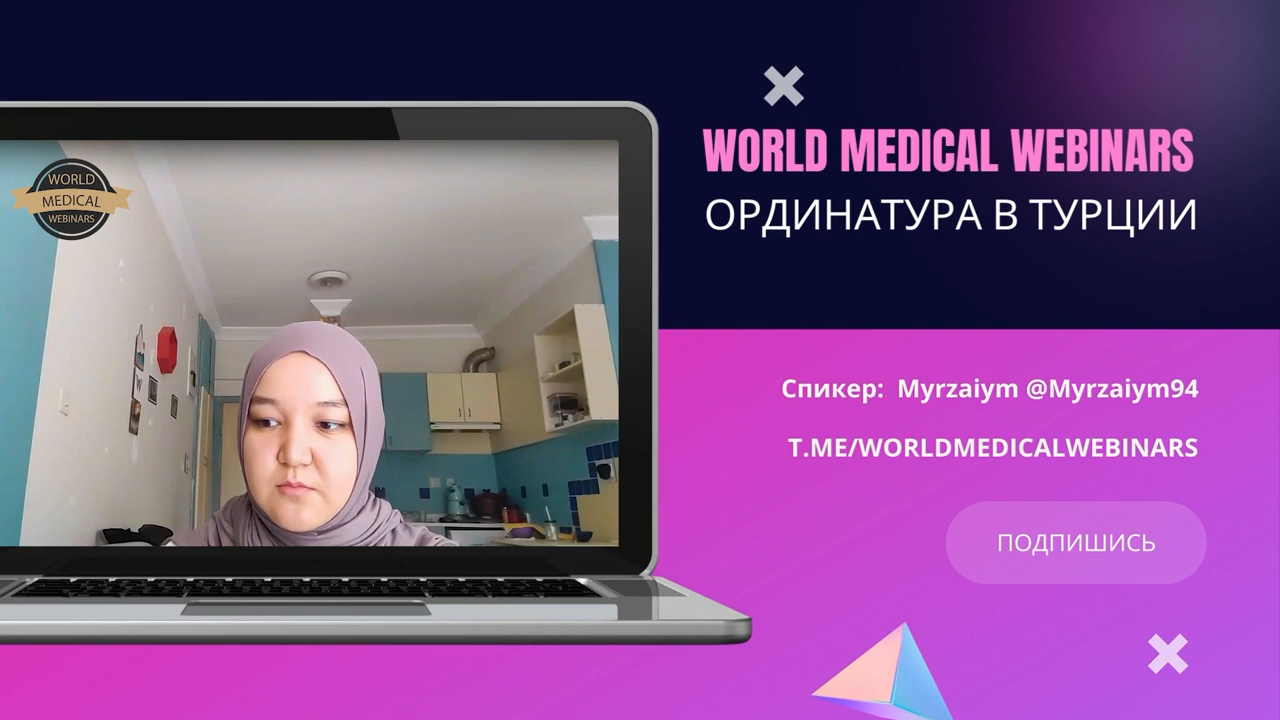 WORLD
MEDICAL
WEBINARS
WORLD MEDICAL WEBINARS
ОРДИНАТУРА В ТУРЦИИ
Спикер: Myrzaiym @Myrzaiym94
T.ME/WORLDMEDICALWEBINARS
ПОДПИШИСЬ